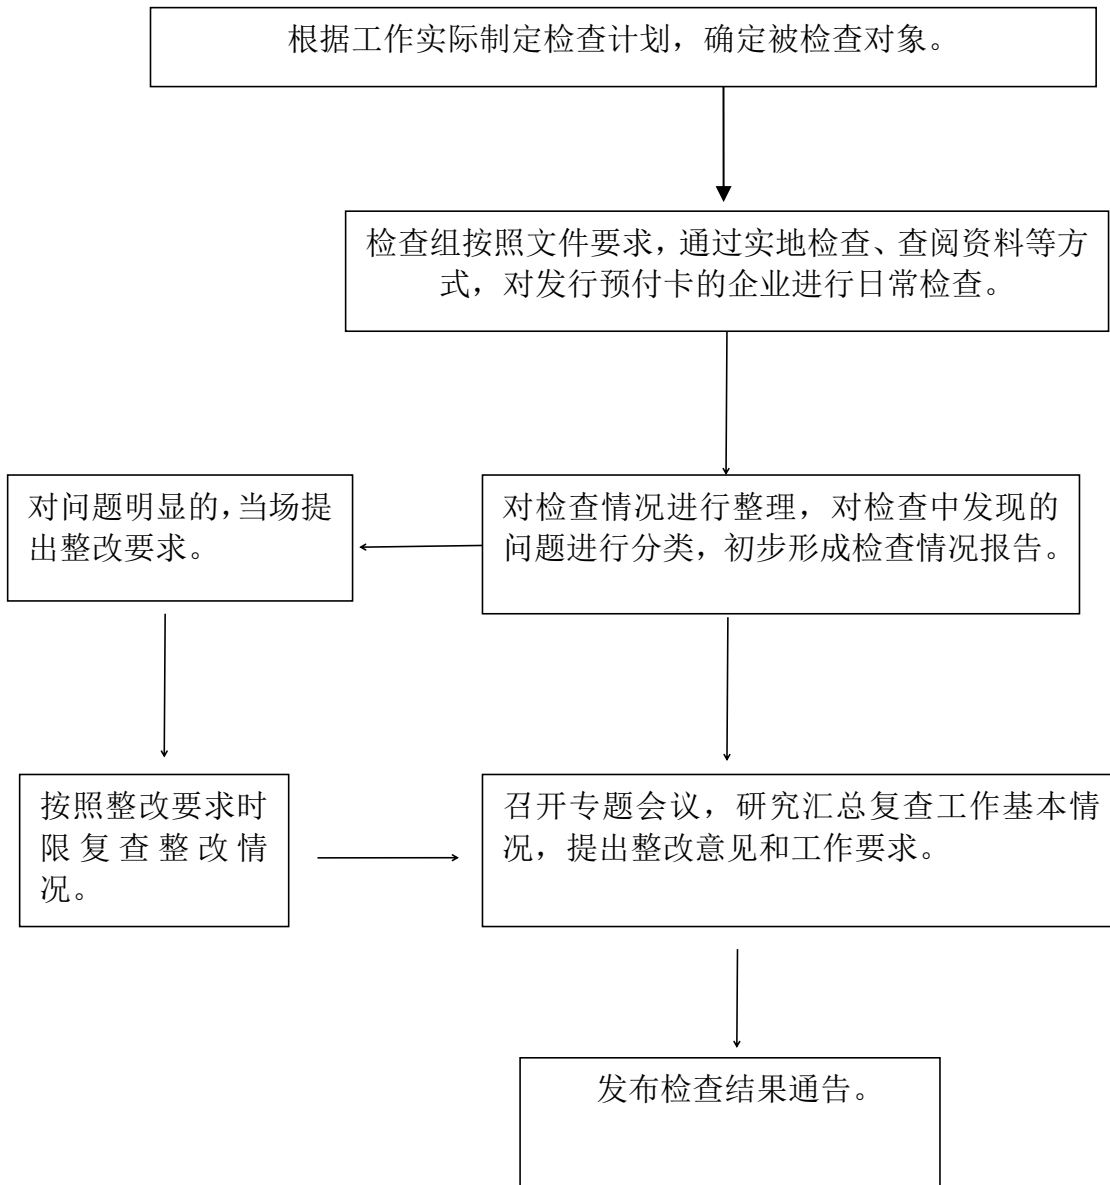 根据工作实际制定检查计划，确定被检查对象。
检查组按照文件要求，通过实地检查、查阅资料等方
式，对发行预付卡的企业进行日常检查。
对问题明显的，当场提
出整改要求。
对检查情况进行整理，对检查中发现的
问题进行分类，初步形成检查情况报告。
按照整改要求时
限复查整改情
况。
召开专题会议，研究汇总复查工作基本情
况，提出整改意见和工作要求。
发布检查结果通告。